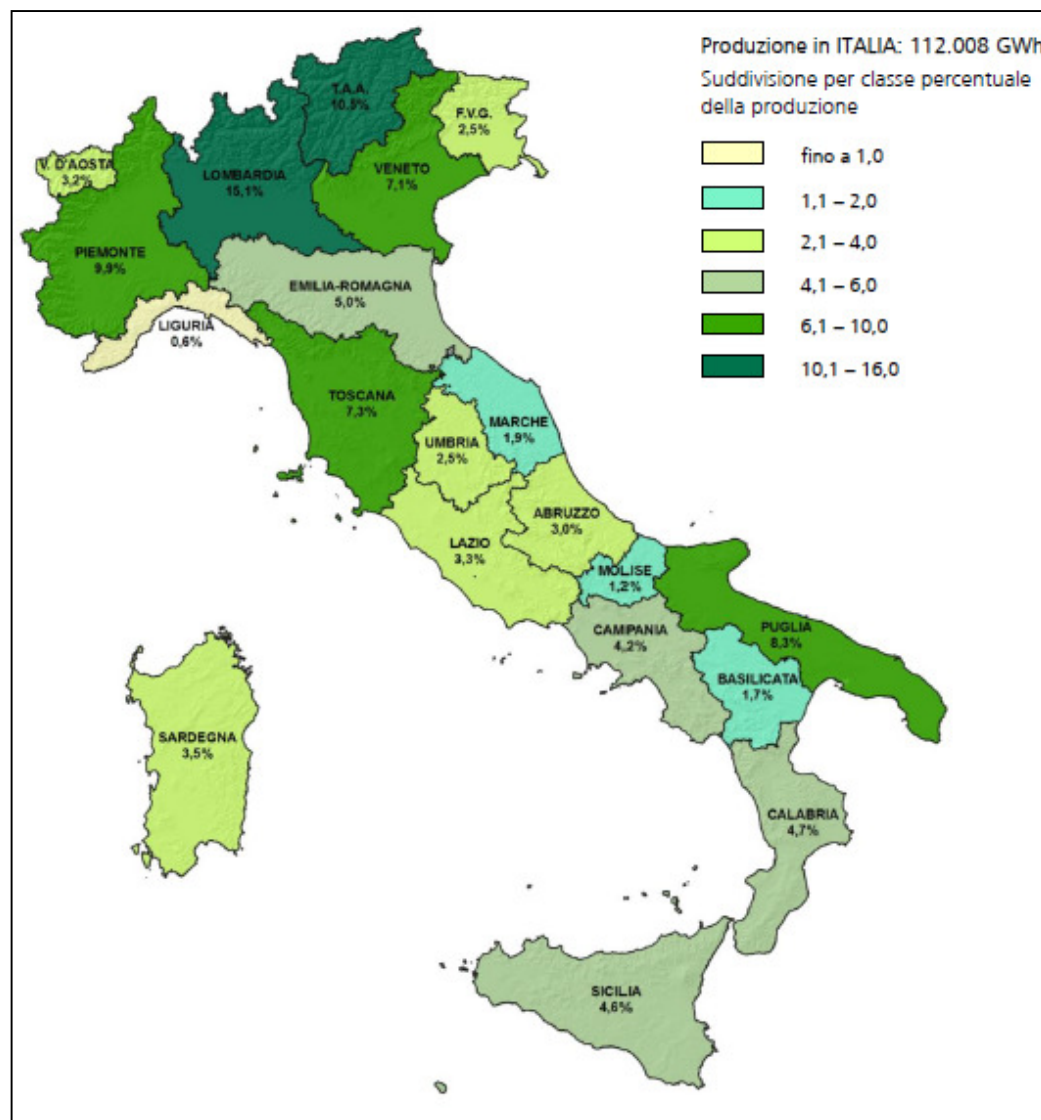 Produzione in ITALIA: 112.008 GWh
Suddivisione per classe percentuale
della produzione
fino a 1,0
1,1 – 2,0
2,1 – 4,0
4,1 – 6,0
6,1 – 10,0
10,1 – 16,0
T.A.A.
10,5%
F.V.G.
2,5%
V. D'AOSTA
3,2%
LOMBARDIA
15,1%
VENETO
7,1%
PIEMONTE
9,9%
EMILIA-ROMAGNA
5,0%
LIGURIA
0,6%
TOSCANA
7,3%
MARCHE
1,9%
UMBRIA
2,5%
ABRUZZO
3,0%
LAZIO
3,3%
MOLISE
1,2%
CAMPANIA
4,2%
PUGLIA
8,3%
BASILICATA
1,7%
SARDEGNA
3,5%
CALABRIA
4,7%
SICILIA
4,6%